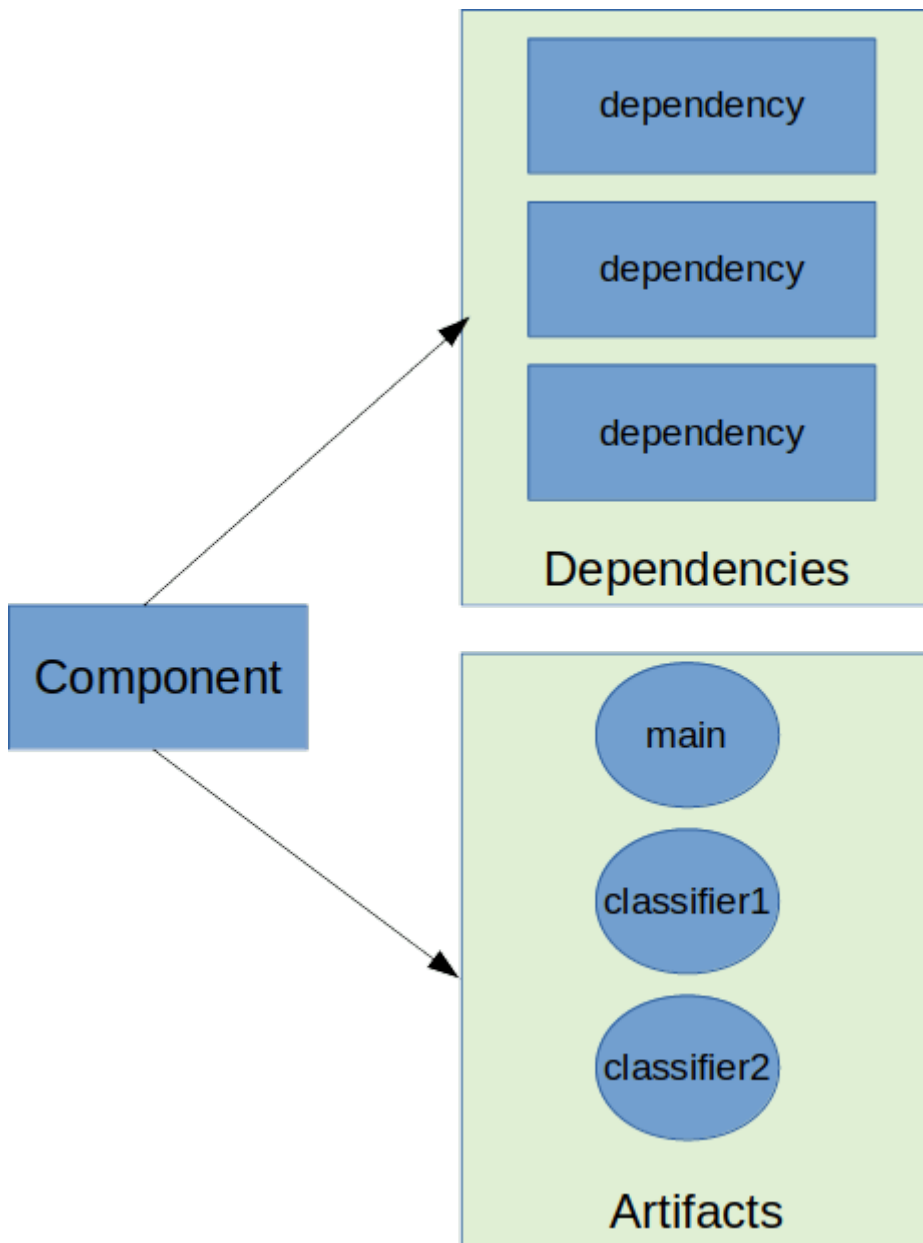 dependency
dependency
dependency
Dependencies
Component
main
classifier1
classifier2
Artifacts